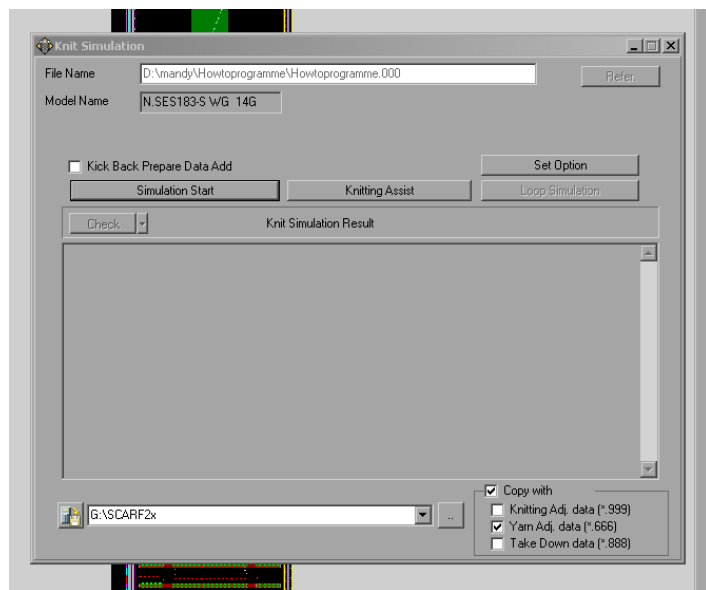 Knit Simulation
File Name D:\mandy\Howtoprogramme\Howtoprogramme.000 Refer.
Model Name N.SES183-S WG 14G
Kick Back Prepare Data Add Set Option
Simulation Start Knitting Assist Loop Simulation
Check Knit Simulation Result
Copy with
Knitting Adj. data (*.999)
G:\SCARF2x ..
Yarn Adj. data (*.666)
Take Down data (*.888)